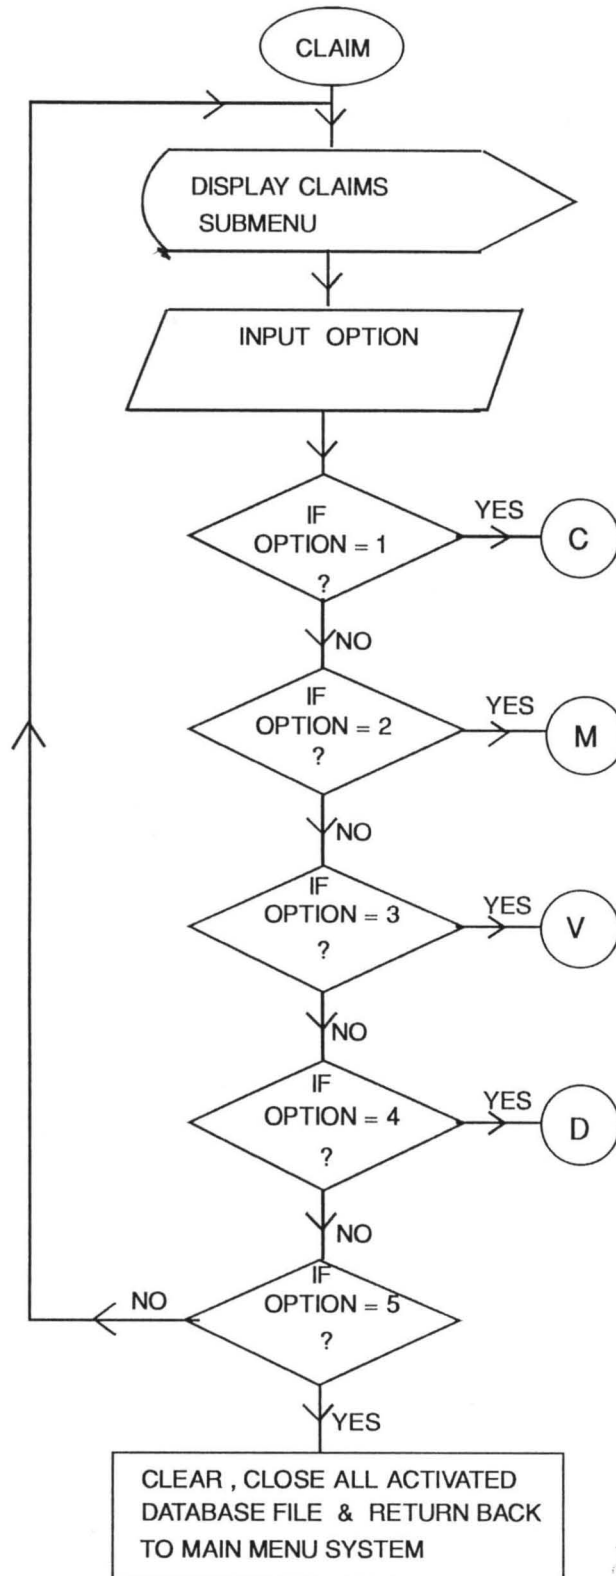 CLAIM
DISPLAY CLAIMS
SUBMENU
INPUT OPTION
IF
OPTION = 1
?
YES
C
NO
IF
OPTION = 2
?
YES
M
NO
IF
OPTION = 3
?
YES
V
NO
IF
OPTION = 4
?
YES
D
NO
IF
OPTION = 5
?
NO
YES
CLEAR , CLOSE ALL ACTIVATED
DATABASE FILE & RETURN BACK
TO MAIN MENU SYSTEM